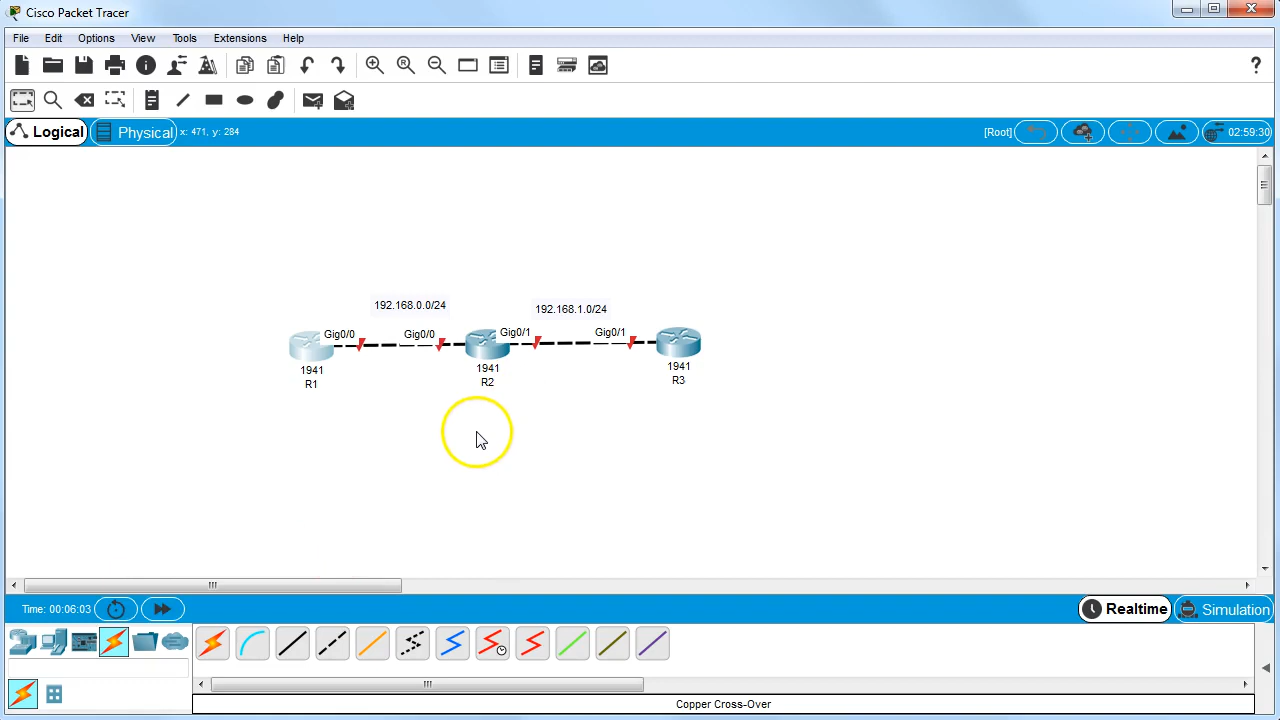 Cisco Packet Tracer
File Edit Options View Tools Extensions Help
?
Logical Physical x: 471, y: 284 [Root] 02:59:30
192.168.0.0/24 192.168.1.0/24
Gig0/0 Gig0/0 Gig0/1 Gig0/1
1941 1941 1941
R1 R2 R3
Time: 00:06:03 Realtime Simulation
Copper Cross-Over